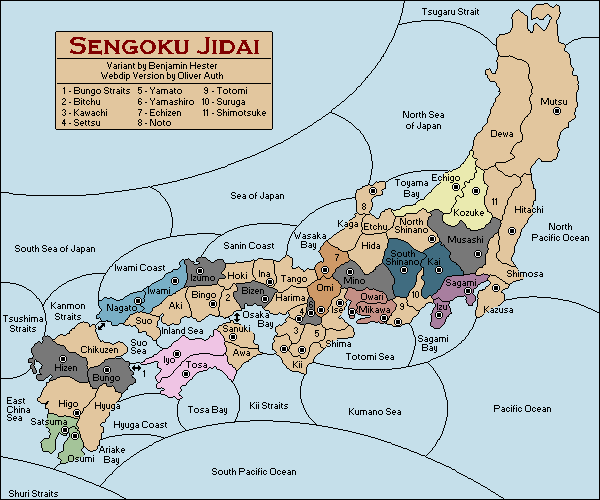 Tsugaru Strait
SENGOKU JIDAI
Variant by Benjamin Hester
Webdip Version by Oliver Auth
1 - Bungo Straits 5 - Yamato 9 - Totomi
2 - Bitchu 6 - Yamashiro 10 - Suruga
3 - Kawachi 7 - Echizen 11 - Shimotsuke
4 - Settsu 8 - Noto
Mutsu
North Sea
of Japan
Dewa
Toyama
Bay
Echigo
Sea of Japan
8
11
Kozuke
Hitachi
Kaga
Etchu
North
Shinano
North
Pacific Ocean
Wasaka
Bay
Musashi
South Sea of Japan
Sanin Coast
Hida
7
South
Shinano
Kai
Iwami Coast
Izumo
Hoki
Ina
Tango
Omi
Mino
Shimosa
Iwami
Bizen
Harima
Sagami
Kanmon
Straits
Nagato
Aki
Bingo
2
6
Owari
10
Izu
Kazusa
Tsushima
Straits
Suo
Inland Sea
Osaka
Bay
4
Ise
Mikawa
9
Sanuki
3
5
Shima
Sagami
Bay
Chikuzen
Suo
Sea
Awa
Totomi Sea
Hizen
Bungo
1
Iyo
Tosa
Kii
East
China
Sea
Higo
Hyuga
Tosa Bay
Kii Straits
Kumano Sea
Pacific Ocean
Satsuma
Hyuga Coast
Osumi
Ariake
Bay
South Pacific Ocean
Shuri Straits